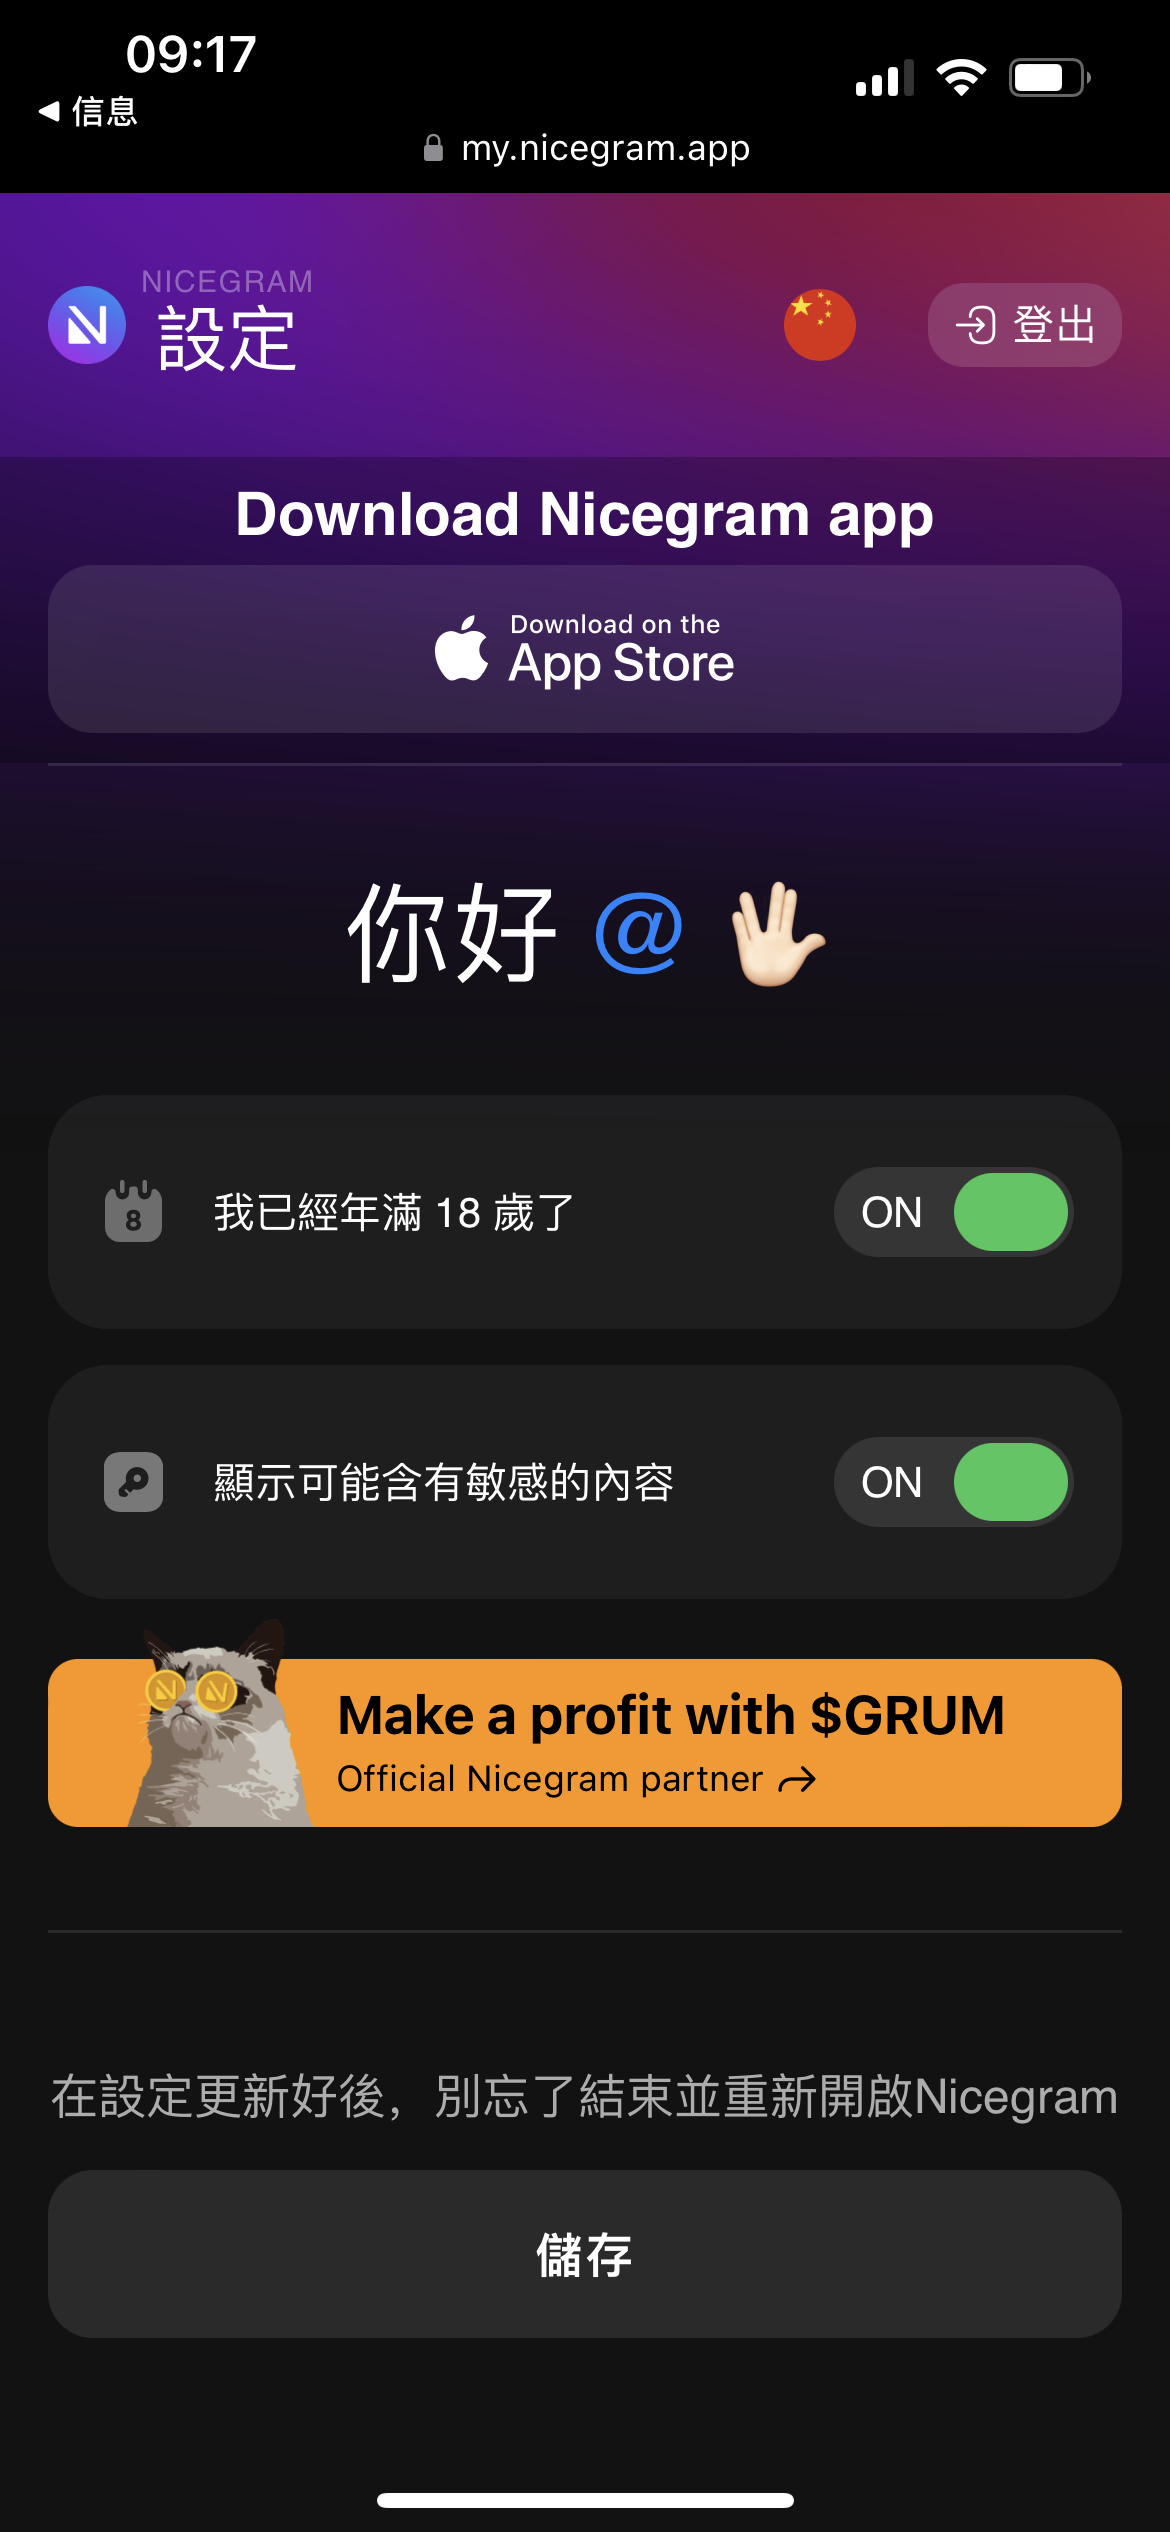 09:17
◀ 信息
my.nicegram.app
NICEGRAM
設定
登出
Download Nicegram app
Download on the
App Store
你好 @ 🖖🏻
8
我已經年滿 18 歲了
ON
顯示可能含有敏感的內容
ON
Make a profit with $GRUM
Official Nicegram partner
在設定更新好後，別忘了結束並重新開啟Nicegram
儲存